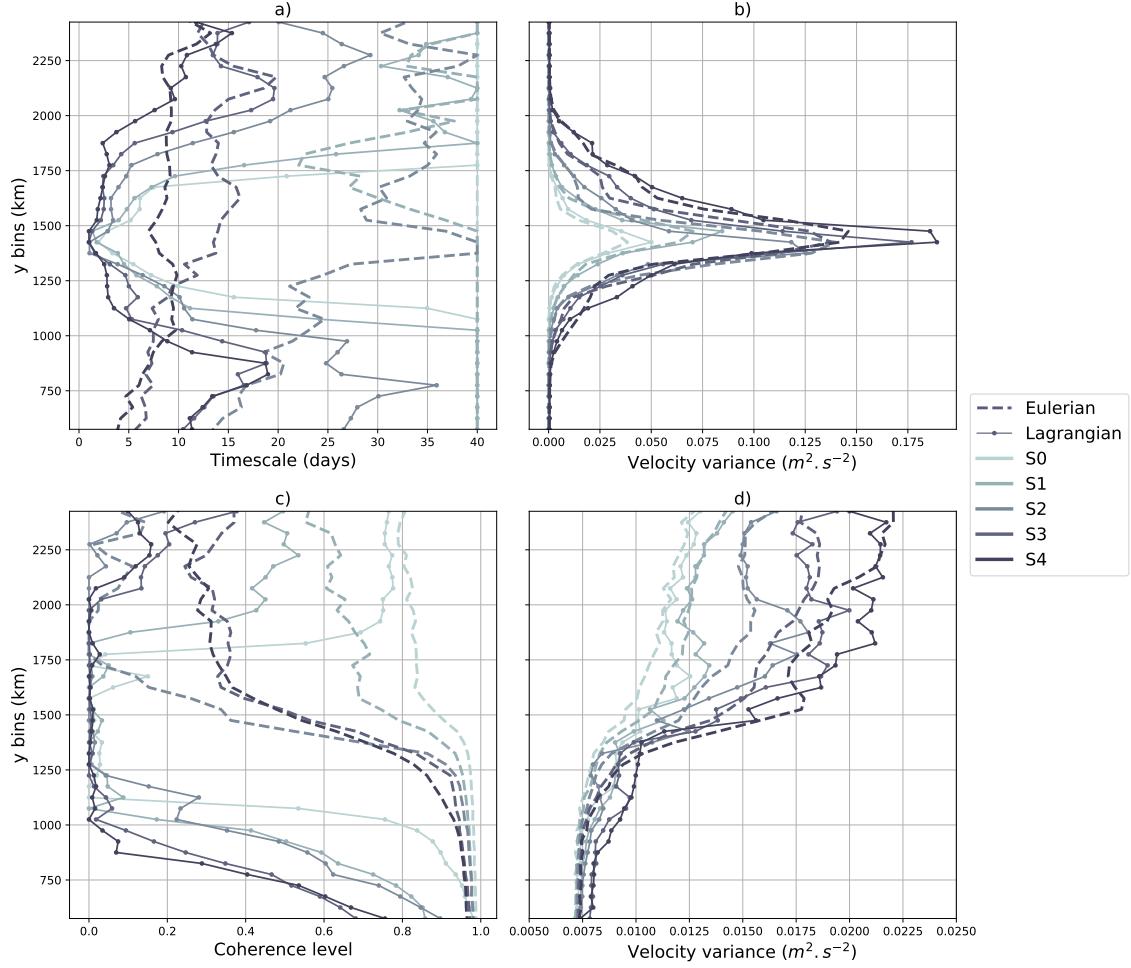 a)
b)
2250
2000
1750
1500
1250
1000
750
y bins (km)
0 5 10 15 20 25 30 35 40
Timescale (days)
0.000 0.025 0.050 0.075 0.100 0.125 0.150 0.175
Velocity variance (m². s⁻²)
Eulerian
Lagrangian
S0
S1
S2
S3
S4
c)
d)
2250
2000
1750
1500
1250
1000
750
y bins (km)
0.0 0.2 0.4 0.6 0.8 1.0
Coherence level
0.0050 0.0075 0.0100 0.0125 0.0150 0.0175 0.0200 0.0225 0.0250
Velocity variance (m². s⁻²)